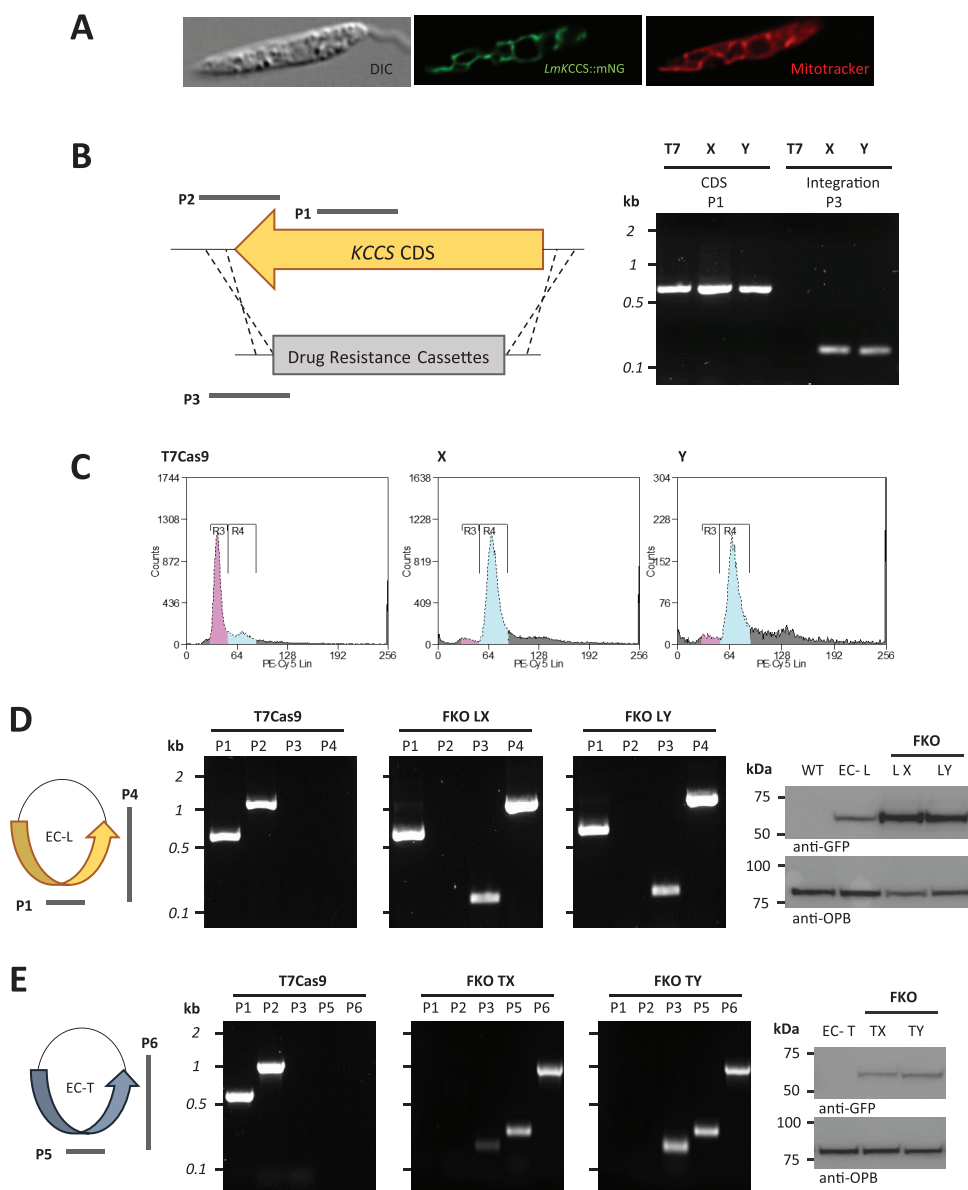 A
DIC
LmKCCS::mNG
Mitotracker
B
P2
P1
KCCS CDS
Drug Resistance Cassettes
P3
T7 X Y T7 X Y
CDS Integration
P1 P3
kb
2
1
0.5
0.1
C
T7Cas9
1744
1308
872
436
0
Counts
R3 R4
0 64 128 192 256
PE-Cy5 Lin
X
1638
1228
819
409
0
Counts
R3 R4
0 64 128 192 256
PE-Cy5 Lin
Y
304
228
152
76
0
Counts
R3 R4
0 64 128 192 256
PE-Cy5 Lin
D
EC-L
P4
P1
T7Cas9
kb P1 P2 P3 P4
2
1
0.5
0.1
FKO LX
P1 P2 P3 P4
FKO LY
P1 P2 P3 P4
FKO
kDa WT EC- L L X LY
75
50
anti-GFP
100
75
anti-OPB
E
EC-T
P6
P5
T7Cas9
kb P1 P2 P3 P5 P6
2
1
0.5
0.1
FKO TX
P1 P2 P3 P5 P6
FKO TY
P1 P2 P3 P5 P6
FKO
kDa EC- T TX TY
75
50
anti-GFP
100
75
anti-OPB